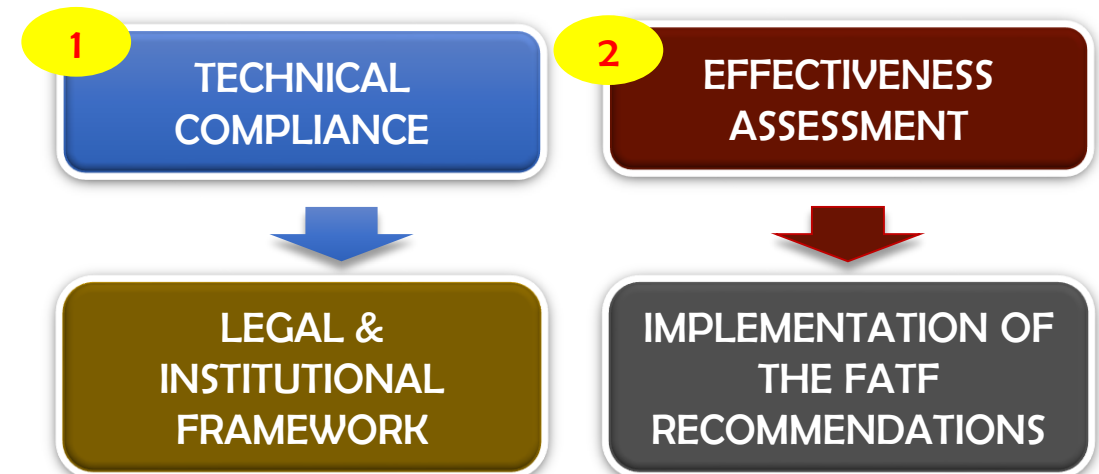 1
TECHNICAL
COMPLIANCE
2
EFFECTIVENESS
ASSESSMENT
LEGAL &
INSTITUTIONAL
FRAMEWORK
IMPLEMENTATION OF
THE FATF
RECOMMENDATIONS